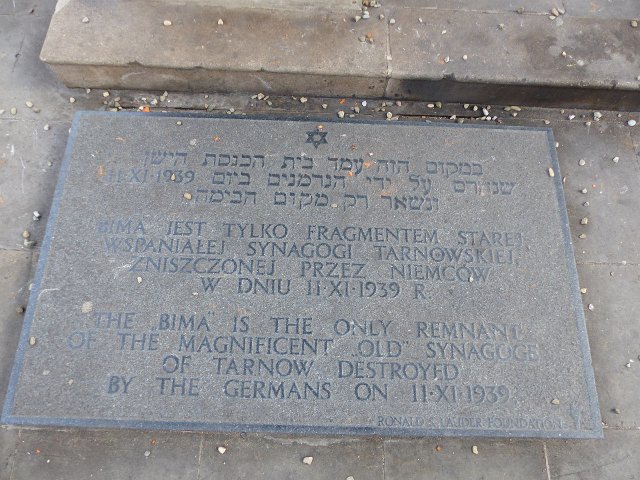 במקום הזה עמד בית הכנסת הישן
שנהרס על ידי הגרמנים ביום 9.XI.1939
ונשאר רק מקום הבימה.
BIMA JEST TYLKO FRAGMENTEM STAREJ,
WSPANIAŁEJ SYNAGOGI TARNOWSKIEJ,
ZNISZCZONEJ PRZEZ NIEMCÓW
W DNIU 11·XI·1939 R.
THE "BIMA" IS THE ONLY REMNANT
OF THE MAGNIFICENT „OLD" SYNAGOGE
OF TARNOW DESTROYED
BY THE GERMANS ON 11·XI·1939
RONALD S. LAUDER FOUNDATION